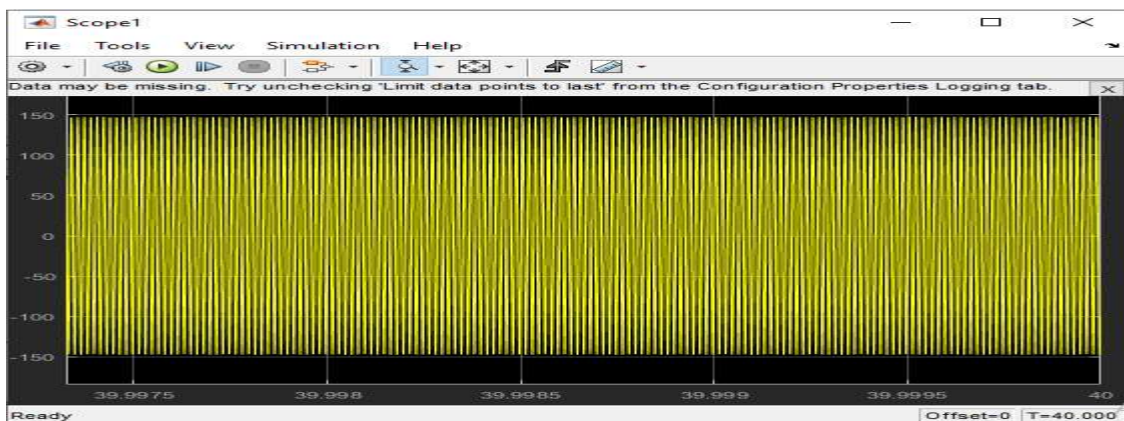 Scope1
File Tools View Simulation Help
Data may be missing. Try unchecking 'Limit data points to last' from the Configuration Properties Logging tab.
150
100
50
0
-50
-100
-150
39.9975 39.998 39.9985 39.999 39.9995 40
Ready Offset=0 T=40.000